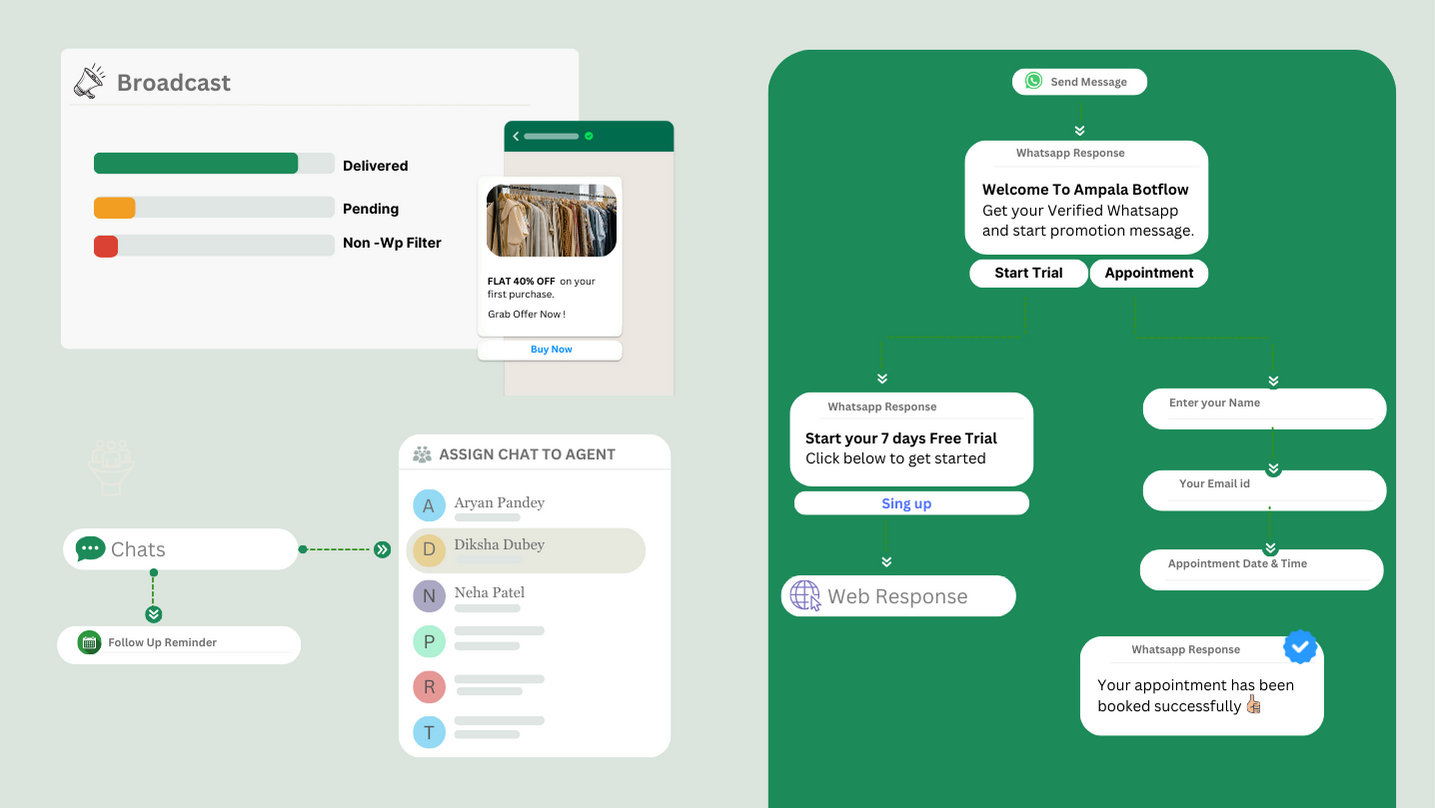 Broadcast
Delivered
Pending
Non -Wp Filter
FLAT 40% OFF on your
first purchase.
Grab Offer Now !
Buy Now
Chats
Follow Up Reminder
ASSIGN CHAT TO AGENT
A
Aryan Pandey
D
Diksha Dubey
N
Neha Patel
P
R
T
Send Message
Whatsapp Response
Welcome To Ampala Botflow
Get your Verified Whatsapp
and start promotion message.
Start Trial
Appointment
Whatsapp Response
Start your 7 days Free Trial
Click below to get started
Sing up
Web Response
Enter your Name
Your Email id
Appointment Date & Time
Whatsapp Response
Your appointment has been
booked successfully 👍🏼